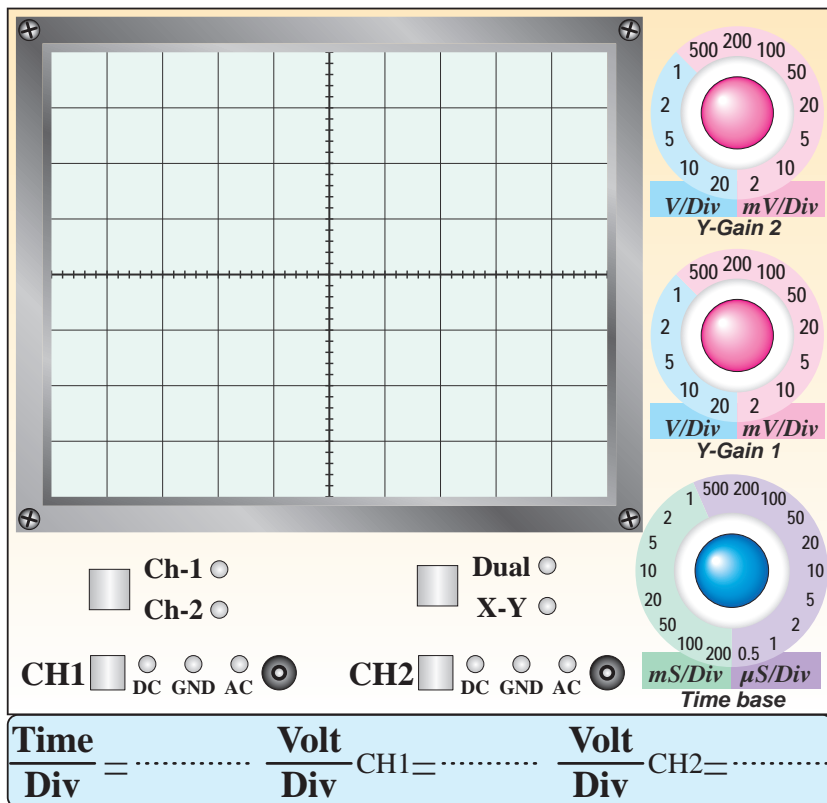 500 200 100
1 50
2 20
5 5
10 2
20
V/Div mV/Div
Y-Gain 2
500 200 100
1 50
2 20
5 5
10 2
20
V/Div mV/Div
Y-Gain 1
1 500 200 100
2 50
5 20
10 10
20 5
50 2
100 1
200 0.5
mS/Div µS/Div
Time base
Ch-1
Ch-2
Dual
X-Y
CH1 DC GND AC
CH2 DC GND AC
Time
Div
= ............
Volt
Div
CH1= ............
Volt
Div
CH2= ............